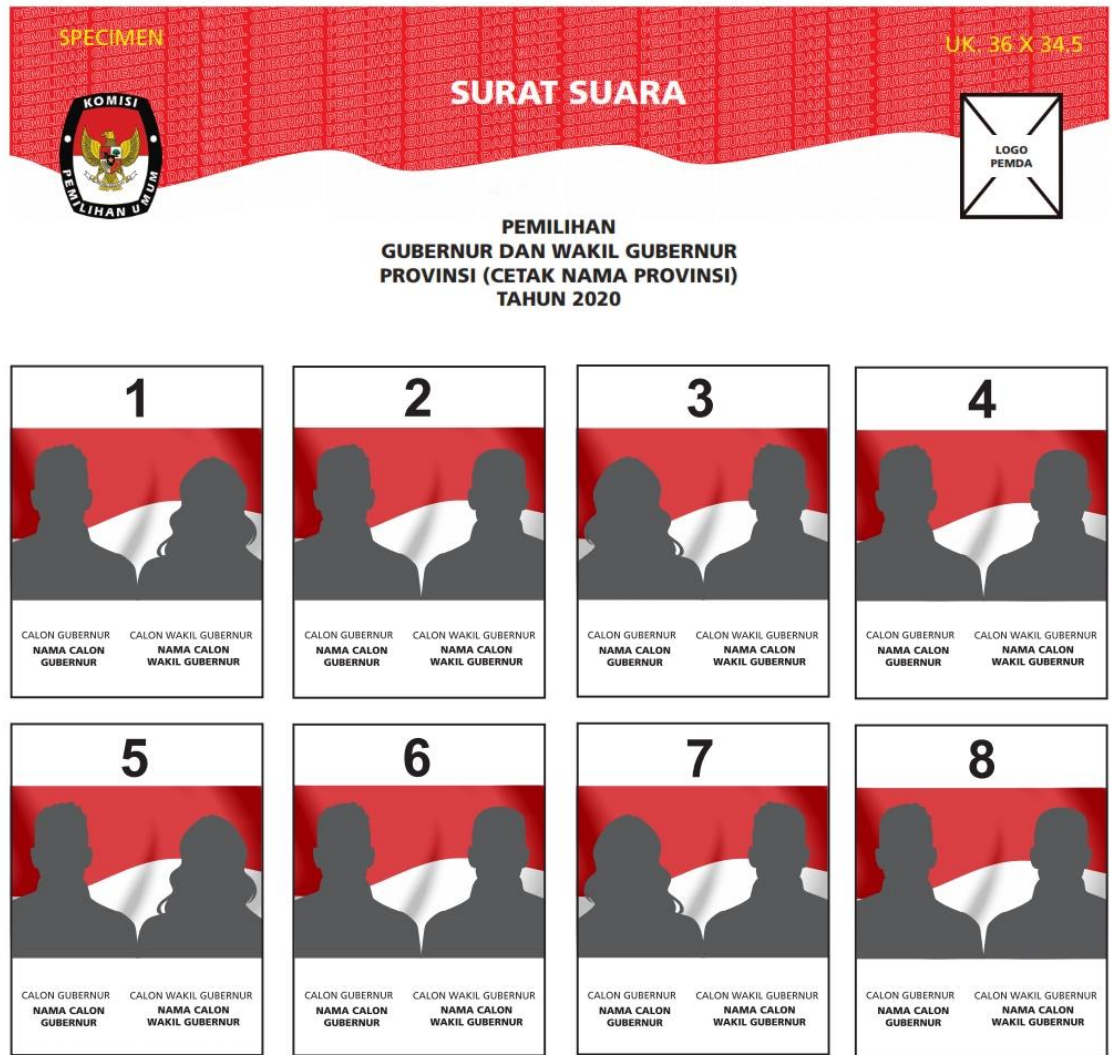 SPECIMEN
UK. 36 X 34.5
SURAT SUARA
KOMISI
PEMILIHAN UMUM
LOGO
PEMDA
PEMILIHAN
GUBERNUR DAN WAKIL GUBERNUR
PROVINSI (CETAK NAMA PROVINSI)
TAHUN 2020
1
CALON GUBERNUR CALON WAKIL GUBERNUR
NAMA CALON NAMA CALON
GUBERNUR WAKIL GUBERNUR
2
CALON GUBERNUR CALON WAKIL GUBERNUR
NAMA CALON NAMA CALON
GUBERNUR WAKIL GUBERNUR
3
CALON GUBERNUR CALON WAKIL GUBERNUR
NAMA CALON NAMA CALON
GUBERNUR WAKIL GUBERNUR
4
CALON GUBERNUR CALON WAKIL GUBERNUR
NAMA CALON NAMA CALON
GUBERNUR WAKIL GUBERNUR
5
CALON GUBERNUR CALON WAKIL GUBERNUR
NAMA CALON NAMA CALON
GUBERNUR WAKIL GUBERNUR
6
CALON GUBERNUR CALON WAKIL GUBERNUR
NAMA CALON NAMA CALON
GUBERNUR WAKIL GUBERNUR
7
CALON GUBERNUR CALON WAKIL GUBERNUR
NAMA CALON NAMA CALON
GUBERNUR WAKIL GUBERNUR
8
CALON GUBERNUR CALON WAKIL GUBERNUR
NAMA CALON NAMA CALON
GUBERNUR WAKIL GUBERNUR